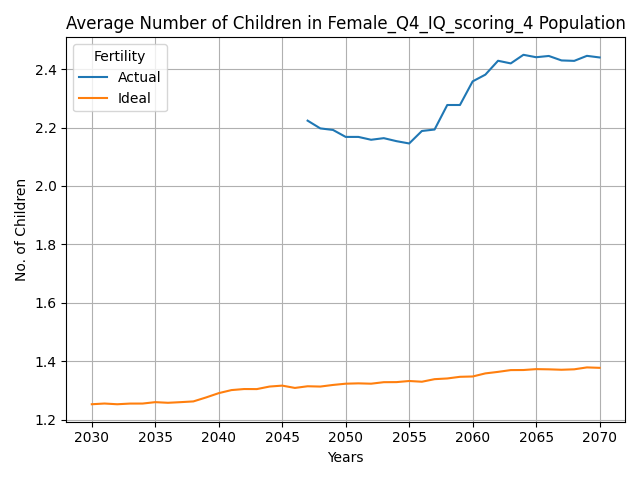 Average Number of Children in Female_Q4_IQ_scoring_4 Population
Fertility
Actual
Ideal
No. of Children
2.4
2.2
2.0
1.8
1.6
1.4
1.2
2030 2035 2040 2045 2050 2055 2060 2065 2070
Years